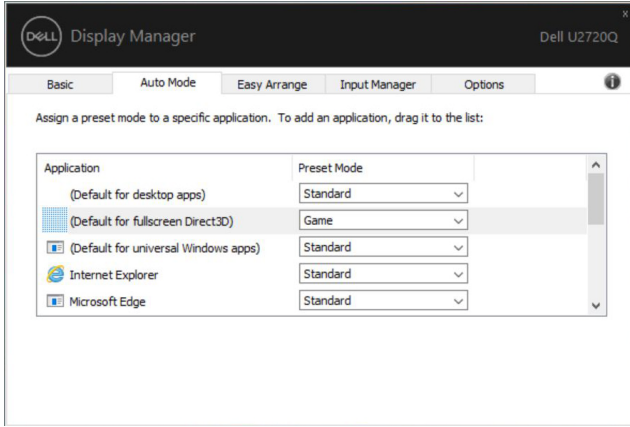 x
DELL Display Manager Dell U2720Q
Basic Auto Mode Easy Arrange Input Manager Options i
Assign a preset mode to a specific application. To add an application, drag it to the list:
Application Preset Mode
(Default for desktop apps) Standard
(Default for fullscreen Direct3D) Game
(Default for universal Windows apps) Standard
Internet Explorer Standard
Microsoft Edge Standard